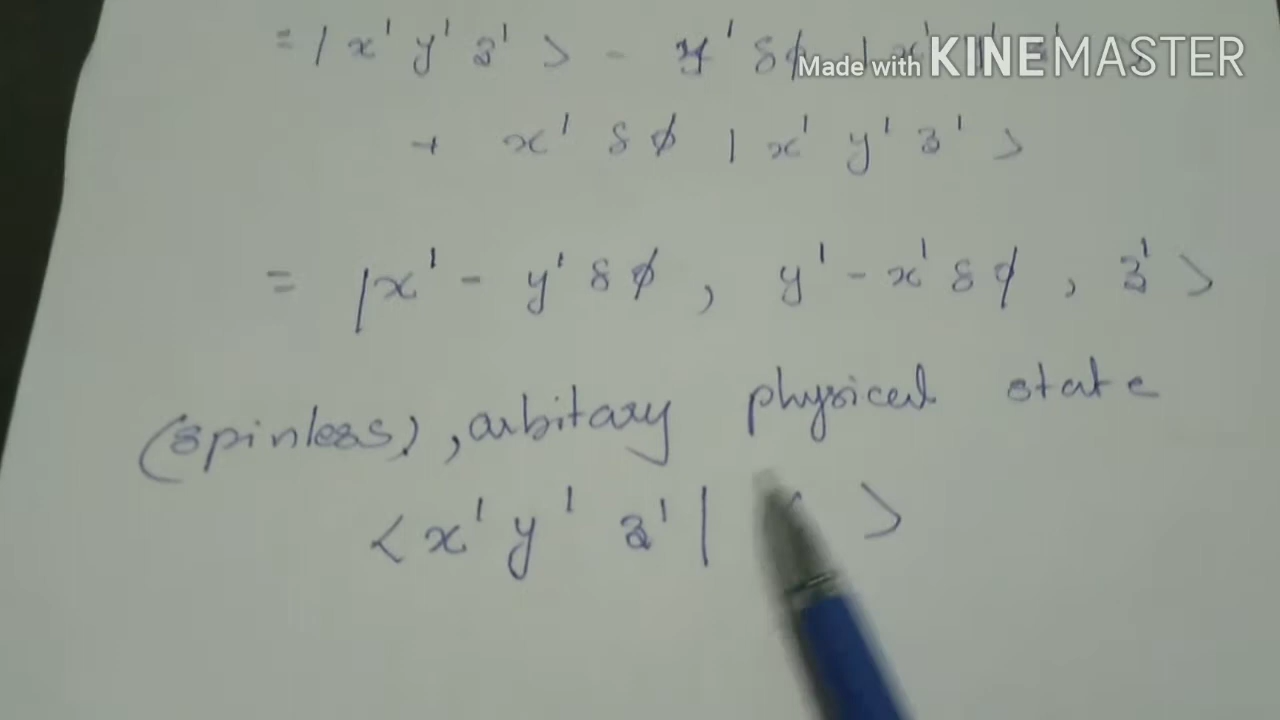 = | x' y' z' > - y' δϕ
Made with KINEMASTER
+ x' δϕ | x' y' z' >
= | x' - y' δϕ , y' - x' δϕ , z' >
(spinless), arbitary physical state
< x' y' z' | >